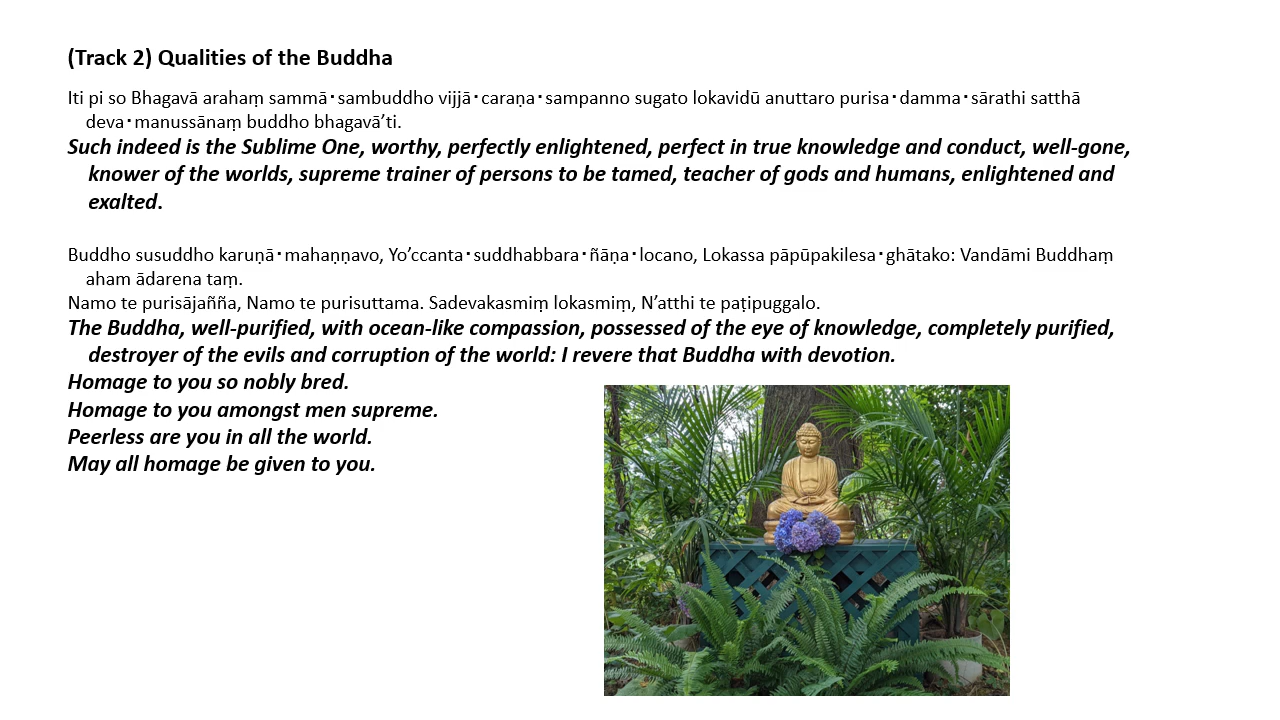 (Track 2) Qualities of the Buddha
Iti pi so Bhagavā arahaṃ sammā·sambuddho vijjā·caraṇa·sampanno sugato lokavidū anuttaro purisa·damma·sārathi satthā
deva·manussānaṃ buddho bhagavā’ti.
Such indeed is the Sublime One, worthy, perfectly enlightened, perfect in true knowledge and conduct, well-gone,
knower of the worlds, supreme trainer of persons to be tamed, teacher of gods and humans, enlightened and
exalted.
Buddho susuddho karuṇā·mahaṇṇavo, Yo’ccanta·suddhabbara·ñāṇa·locano, Lokassa pāpūpakilesa·ghātako: Vandāmi Buddhaṃ
aham ādarena taṃ.
Namo te purisājañña, Namo te purisuttama. Sadevakasmiṃ lokasmiṃ, N’atthi te paṭipuggalo.
The Buddha, well-purified, with ocean-like compassion, possessed of the eye of knowledge, completely purified,
destroyer of the evils and corruption of the world: I revere that Buddha with devotion.
Homage to you so nobly bred.
Homage to you amongst men supreme.
Peerless are you in all the world.
May all homage be given to you.